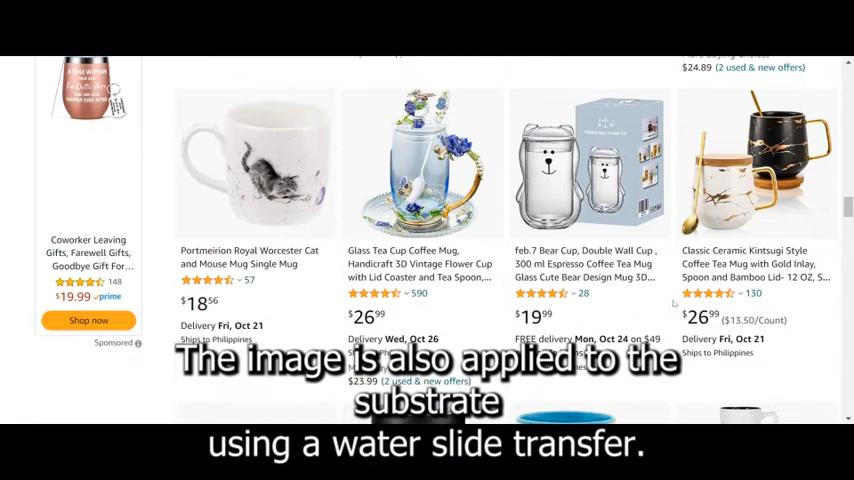 $24.89 (2 used & new offers)
Coworker Leaving
Gifts, Farewell Gifts,
Goodbye Gift For...
148
$19.99 prime
Shop now
Sponsored
Portmeirion Royal Worcester Cat
and Mouse Mug Single Mug
57
$18 56
Delivery Fri, Oct 21
Ships to Philippines
Glass Tea Cup Coffee Mug,
Handicraft 3D Vintage Flower Cup
with Lid Coaster and Tea Spoon,...
590
$26 99
Delivery Wed, Oct 26
Ships to Philippines
$23.99 (2 used & new offers)
feb.7 Bear Cup, Double Wall Cup ,
300 ml Espresso Coffee Tea Mug
Glass Cute Bear Design Mug 3D...
28
$19 99
FREE delivery Mon, Oct 24 on $49
Ships to Philippines
Classic Ceramic Kintsugi Style
Coffee Tea Mug with Gold Inlay,
Spoon and Bamboo Lid- 12 OZ, S...
130
$26 99 ($13.50/Count)
Delivery Fri, Oct 21
Ships to Philippines
The image is also applied to the
substrate
using a water slide transfer.